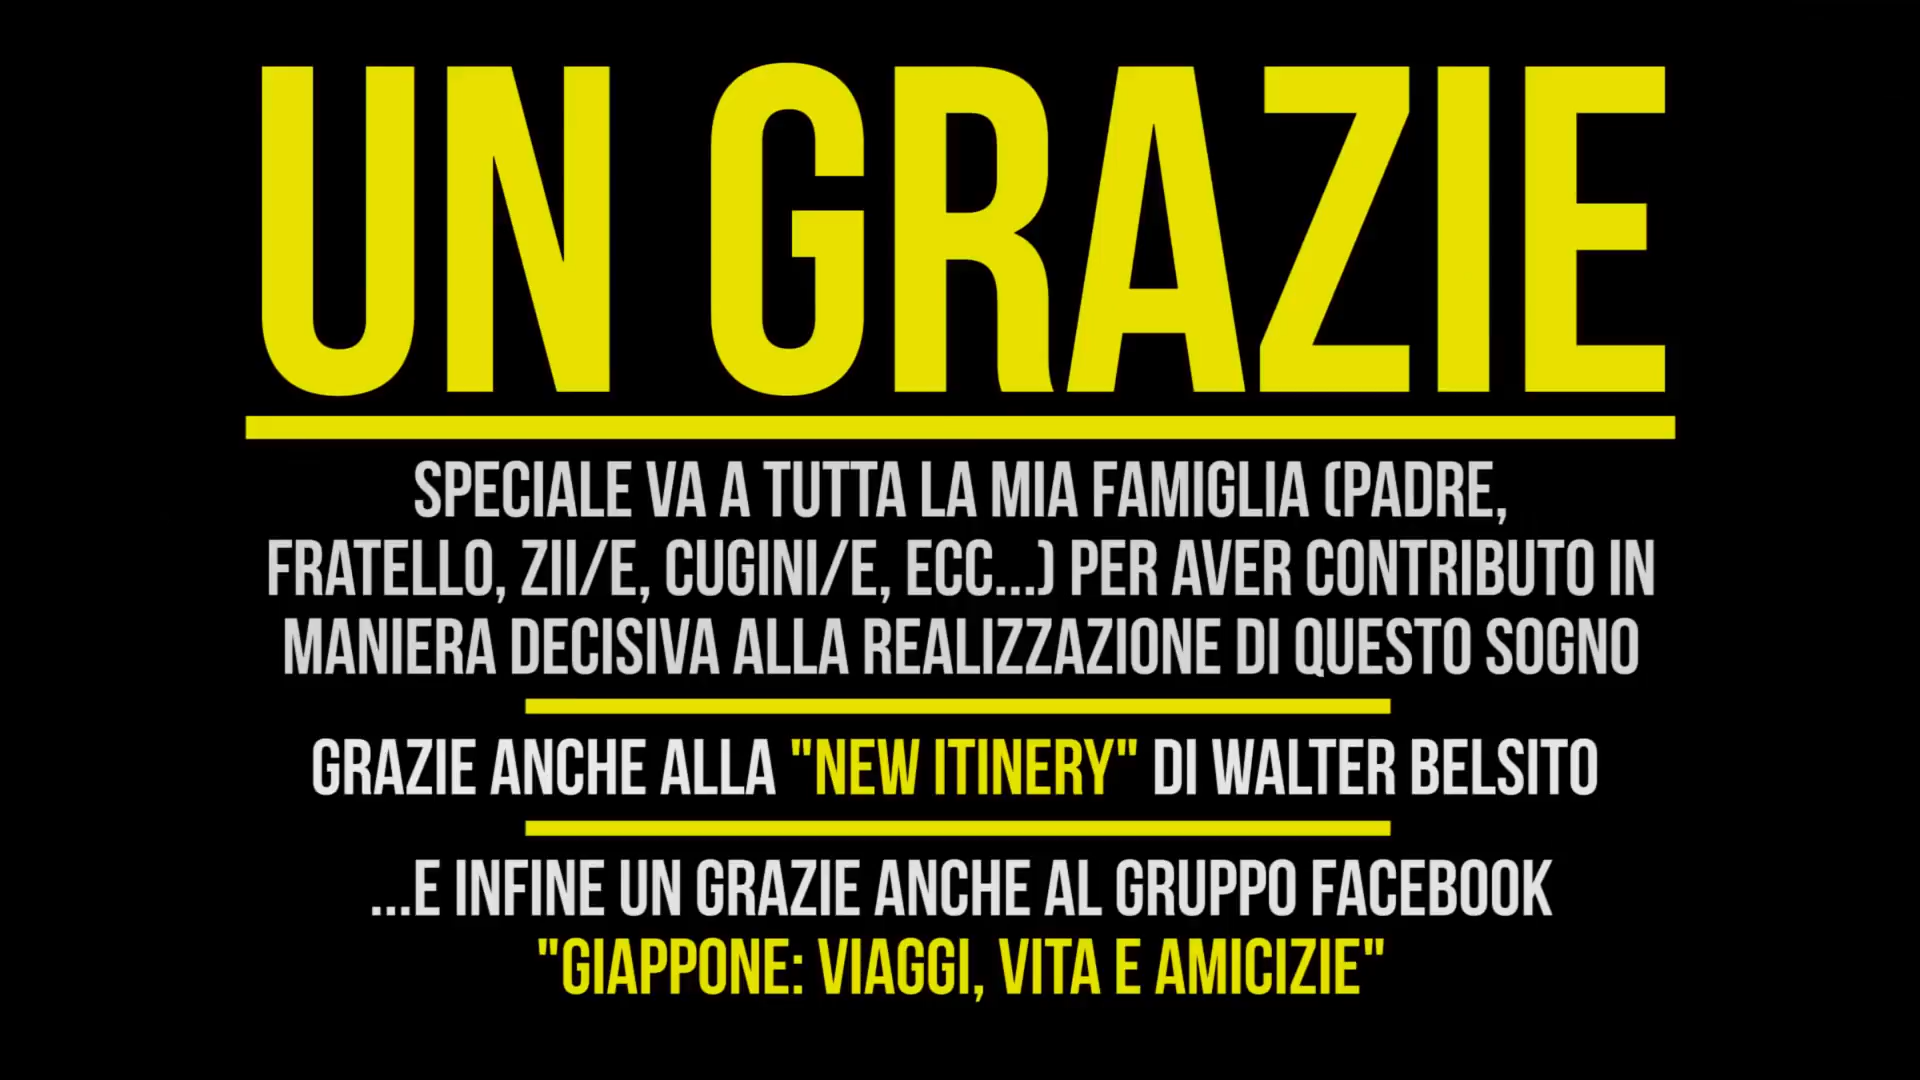 UN GRAZIE
SPECIALE VA A TUTTA LA MIA FAMIGLIA (PADRE,
FRATELLO, ZII/E, CUGINI/E, ECC...) PER AVER CONTRIBUTO IN
MANIERA DECISIVA ALLA REALIZZAZIONE DI QUESTO SOGNO
GRAZIE ANCHE ALLA "NEW ITINERY" DI WALTER BELSITO
...E INFINE UN GRAZIE ANCHE AL GRUPPO FACEBOOK
"GIAPPONE: VIAGGI, VITA E AMICIZIE"